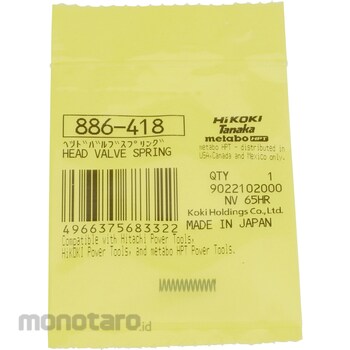 886-418
ヘッドバルブスプリング
HEAD VALVE SPRING
4966375683322
Compatible with Hitachi Power Tools,
HiKOKI Power Tools, and metabo HPT Power Tools.
HiKOKI
Tanaka
metabo HPT
metabo HPT - distributed in
USA,Canada and Mexico only.
QTY 1
9022102000
NV 65HR
Koki Holdings Co.,Ltd.
MADE IN JAPAN
monotaro.id